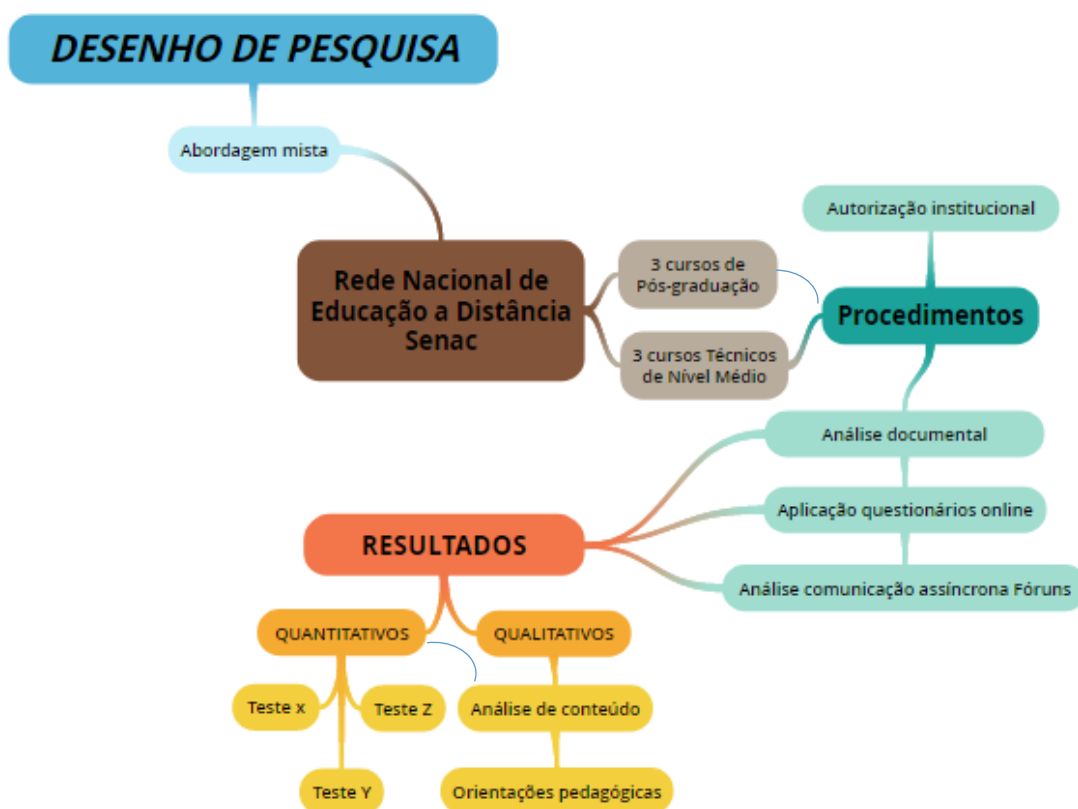 DESENHO DE PESQUISA
Abordagem mista
Rede Nacional de
Educação a Distância
Senac
3 cursos de
Pós-graduação
3 cursos Técnicos
de Nível Médio
Autorização institucional
Procedimentos
Análise documental
Aplicação questionários online
Análise comunicação assíncrona Fóruns
RESULTADOS
QUANTITATIVOS
QUALITATIVOS
Teste x
Teste Z
Teste Y
Análise de conteúdo
Orientações pedagógicas